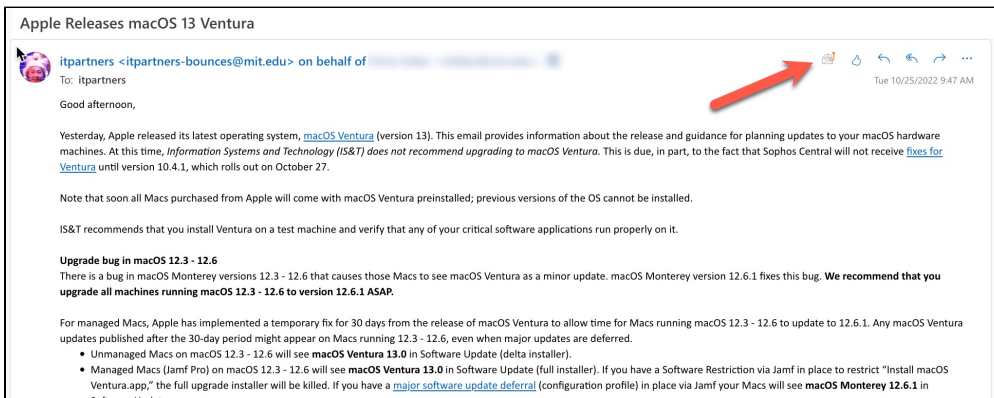 Apple Releases macOS 13 Ventura
itpartners <itpartners-bounces@mit.edu> on behalf of
To: itpartners
Tue 10/25/2022 9:47 AM
Good afternoon,
Yesterday, Apple released its latest operating system, macOS Ventura (version 13). This email provides information about the release and guidance for planning updates to your macOS hardware
machines. At this time, Information Systems and Technology (IS&T) does not recommend upgrading to macOS Ventura. This is due, in part, to the fact that Sophos Central will not receive fixes for
Ventura until version 10.4.1, which rolls out on October 27.
Note that soon all Macs purchased from Apple will come with macOS Ventura preinstalled; previous versions of the OS cannot be installed.
IS&T recommends that you install Ventura on a test machine and verify that any of your critical software applications run properly on it.
Upgrade bug in macOS 12.3 - 12.6
There is a bug in macOS Monterey versions 12.3 - 12.6 that causes those Macs to see macOS Ventura as a minor update. macOS Monterey version 12.6.1 fixes this bug. We recommend that you
upgrade all machines running macOS 12.3 - 12.6 to version 12.6.1 ASAP.
For managed Macs, Apple has implemented a temporary fix for 30 days from the release of macOS Ventura to allow time for Macs running macOS 12.3 - 12.6 to update to 12.6.1. Any macOS Ventura
updates published after the 30-day period might appear on Macs running 12.3 - 12.6, even when major updates are deferred.
• Unmanaged Macs on macOS 12.3 - 12.6 will see macOS Ventura 13.0 in Software Update (delta installer).
• Managed Macs (Jamf Pro) on macOS 12.3 - 12.6 will see macOS Ventura 13.0 in Software Update (full installer). If you have a Software Restriction via Jamf in place to restrict "Install macOS
Ventura.app," the full upgrade installer will be killed. If you have a major software update deferral (configuration profile) in place via Jamf your Macs will see macOS Monterey 12.6.1 in